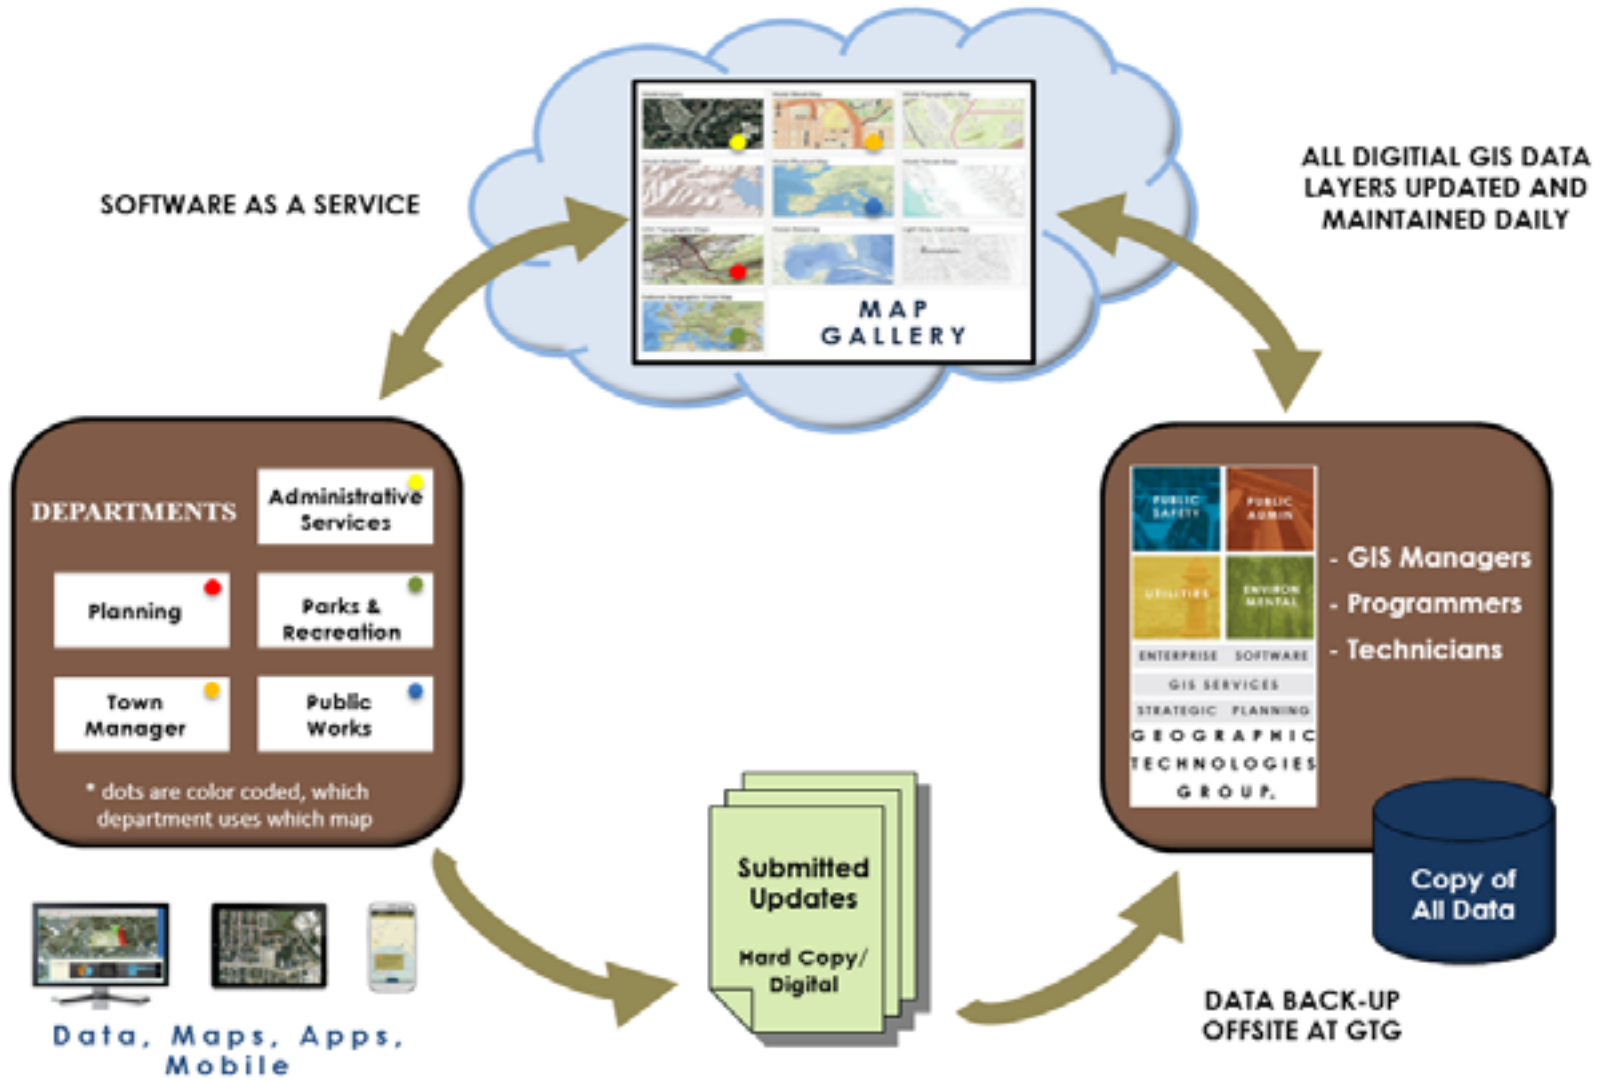 SOFTWARE AS A SERVICE
MAP
GALLERY
ALL DIGITIAL GIS DATA
LAYERS UPDATED AND
MAINTAINED DAILY
DEPARTMENTS
Administrative
Services
Planning
Parks &
Recreation
Town
Manager
Public
Works
* dots are color coded, which
department uses which map
Data, Maps, Apps,
Mobile
Submitted
Updates
Hard Copy/
Digital
PUBLIC
SAFETY
PUBLIC
ADMIN
UTILITIES
ENVIRON
MENTAL
ENTERPRISE SOFTWARE
GIS SERVICES
STRATEGIC PLANNING
GEOGRAPHIC
TECHNOLOGIES
GROUP.
- GIS Managers
- Programmers
- Technicians
Copy of
All Data
DATA BACK-UP
OFFSITE AT GTG